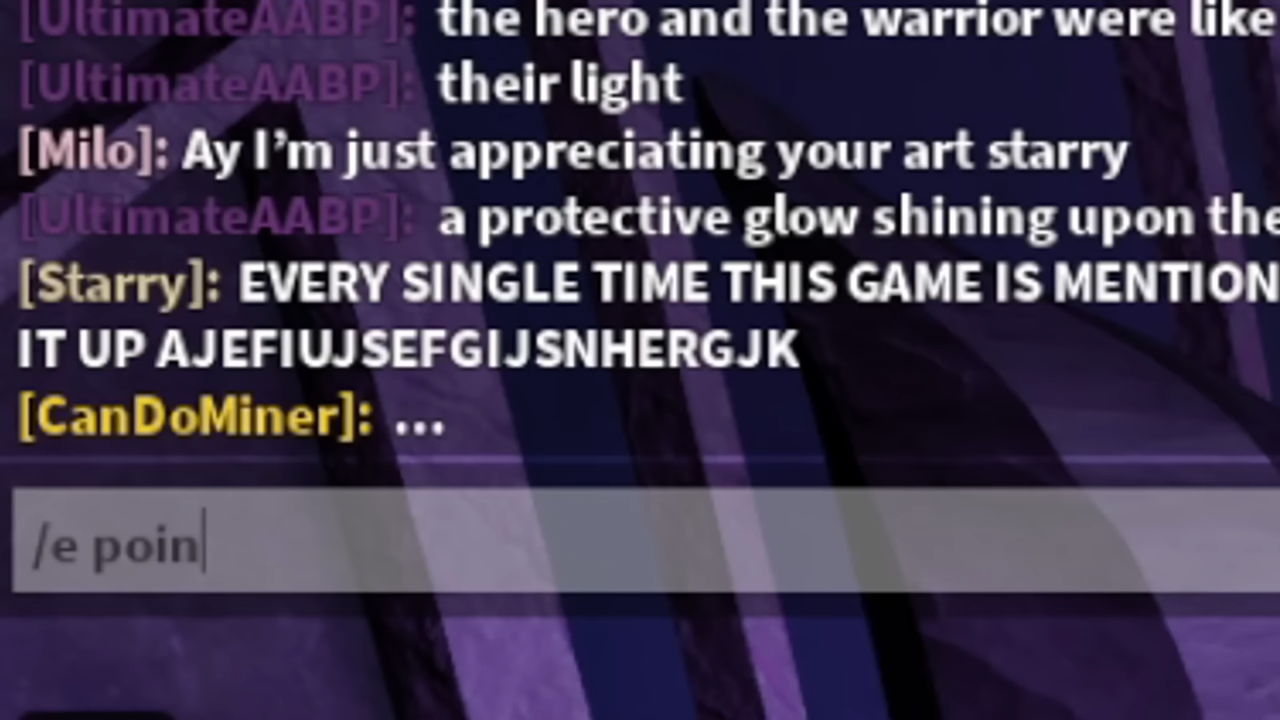 [UltimateAABP]: the hero and the warrior were like
[UltimateAABP]: their light
[Milo]: Ay I’m just appreciating your art starry
[UltimateAABP]: a protective glow shining upon the
[Starry]: EVERY SINGLE TIME THIS GAME IS MENTION
IT UP AJEFIUJSEFGIJSNHERGJK
[CanDoMiner]: ...
/e poin